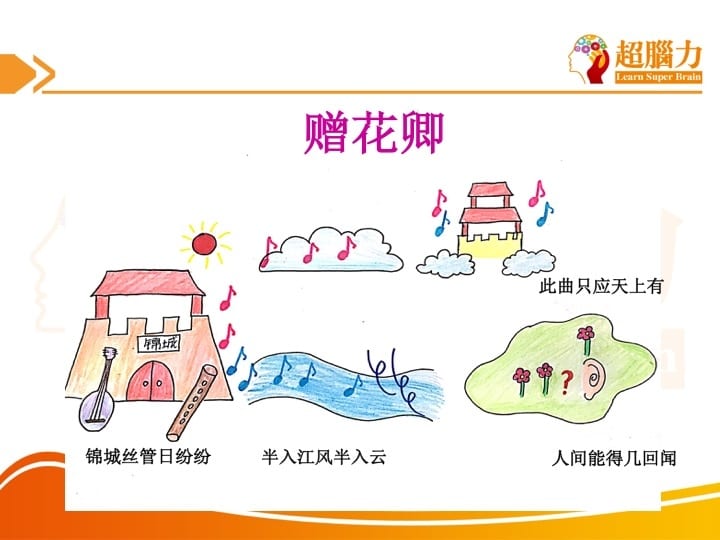 超腦力
Learn Super Brain
赠花卿
此曲只应天上有
锦城
锦城丝管日纷纷
半入江风半入云
人间能得几回闻